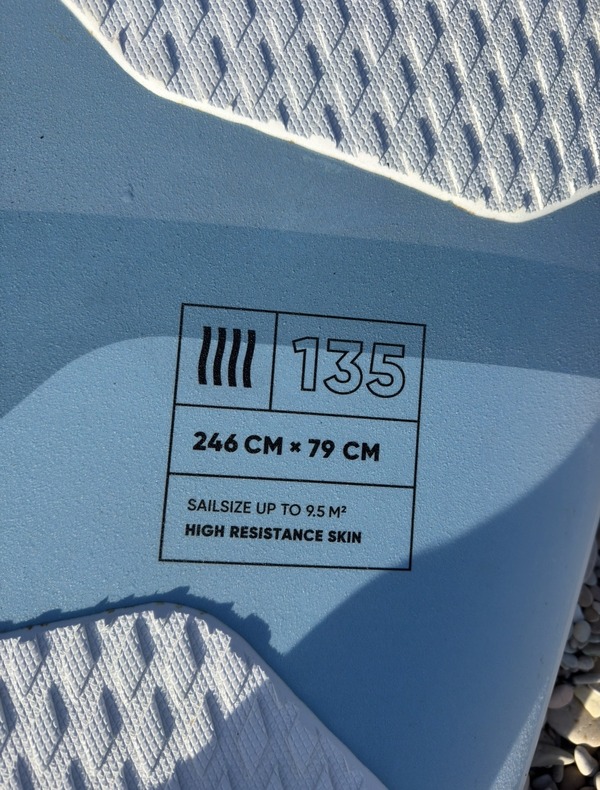 135
246 CM × 79 CM
SAILSIZE UP TO 9.5 M²
HIGH RESISTANCE SKIN